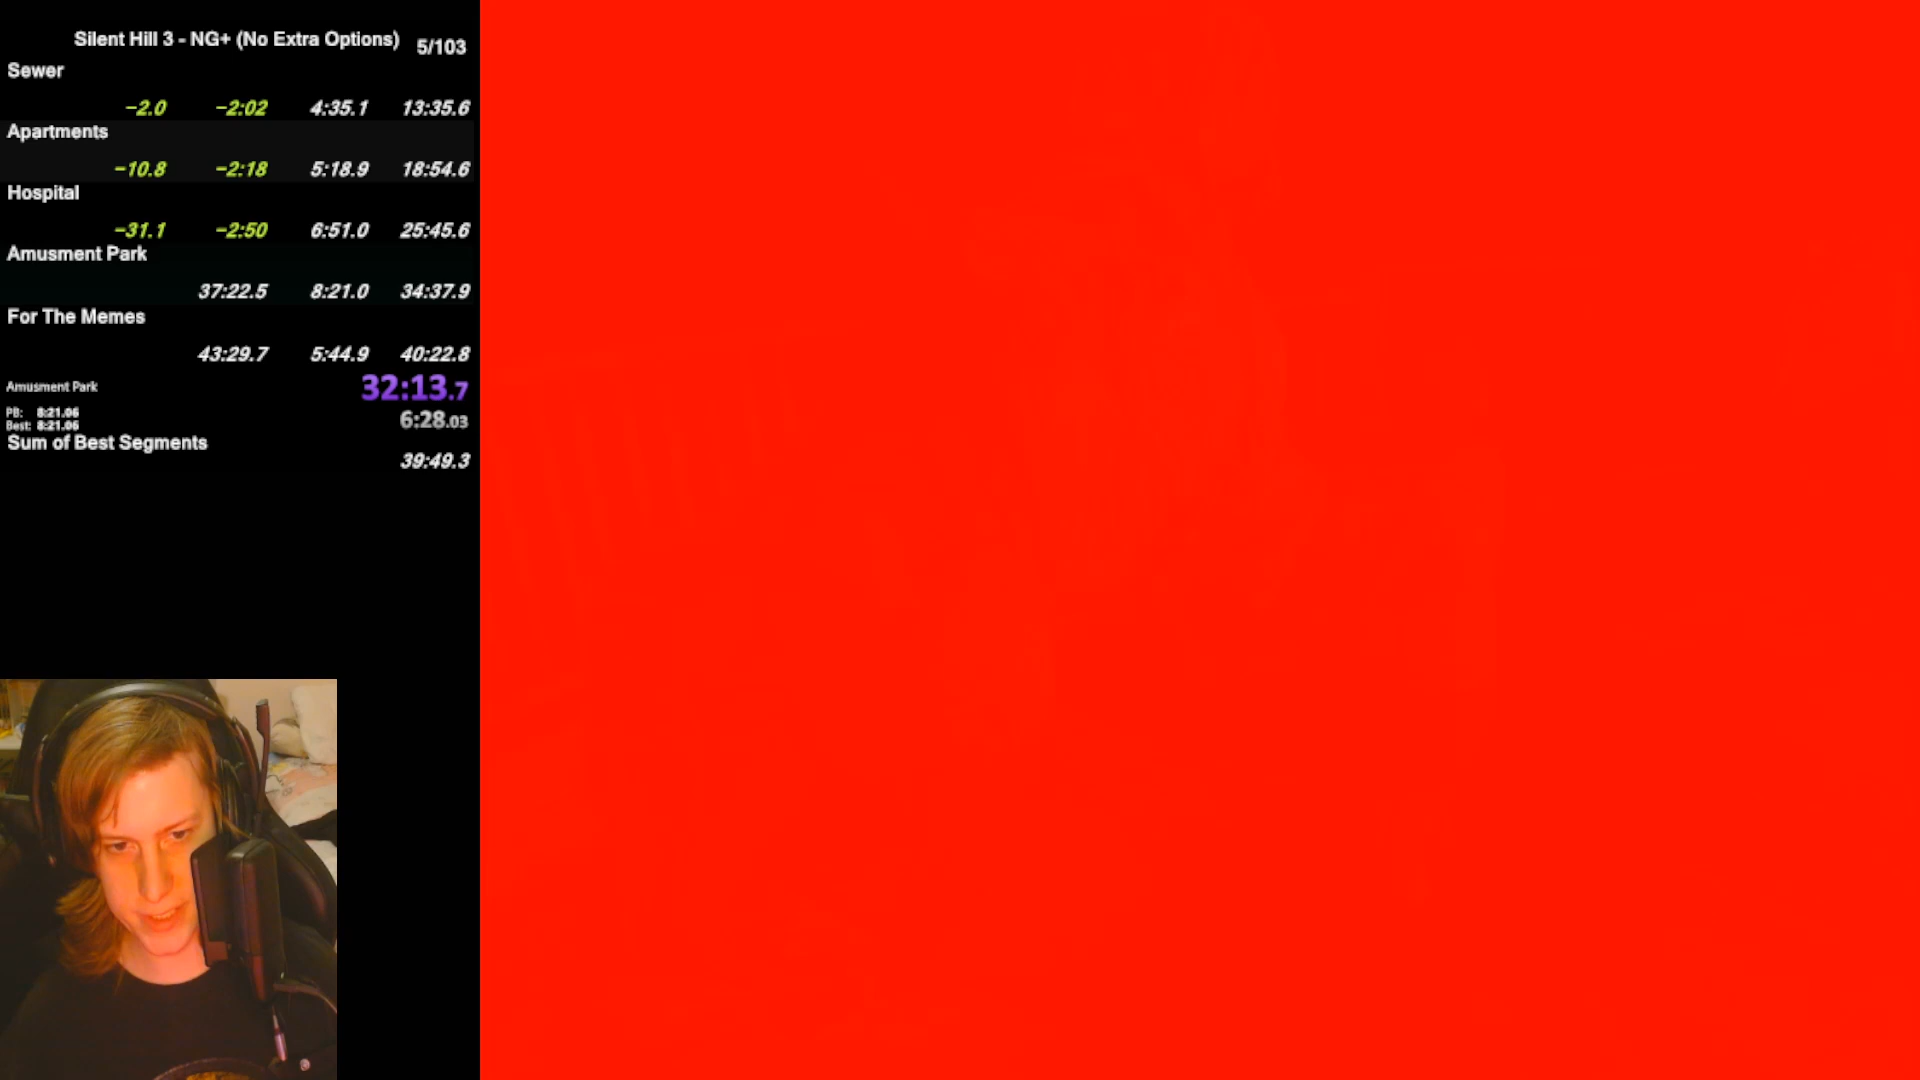 Silent Hill 3 - NG+ (No Extra Options) 5/103
Sewer
−2.0 −2:02 4:35.1 13:35.6
Apartments
−10.8 −2:18 5:18.9 18:54.6
Hospital
−31.1 −2:50 6:51.0 25:45.6
Amusment Park
37:22.5 8:21.0 34:37.9
For The Memes
43:29.7 5:44.9 40:22.8
Amusment Park 32:13.7
PB: 8:21.06 6:28.03
Best: 8:21.06
Sum of Best Segments
39:49.3